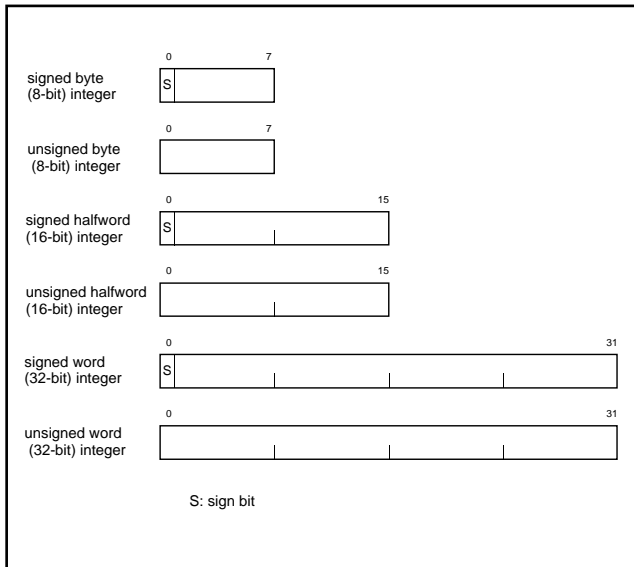 0 7
signed byte
(8-bit) integer
S
0 7
unsigned byte
(8-bit) integer
0 15
signed halfword
(16-bit) integer
S
0 15
unsigned halfword
(16-bit) integer
0 31
signed word
(32-bit) integer
S
0 31
unsigned word
(32-bit) integer
S: sign bit